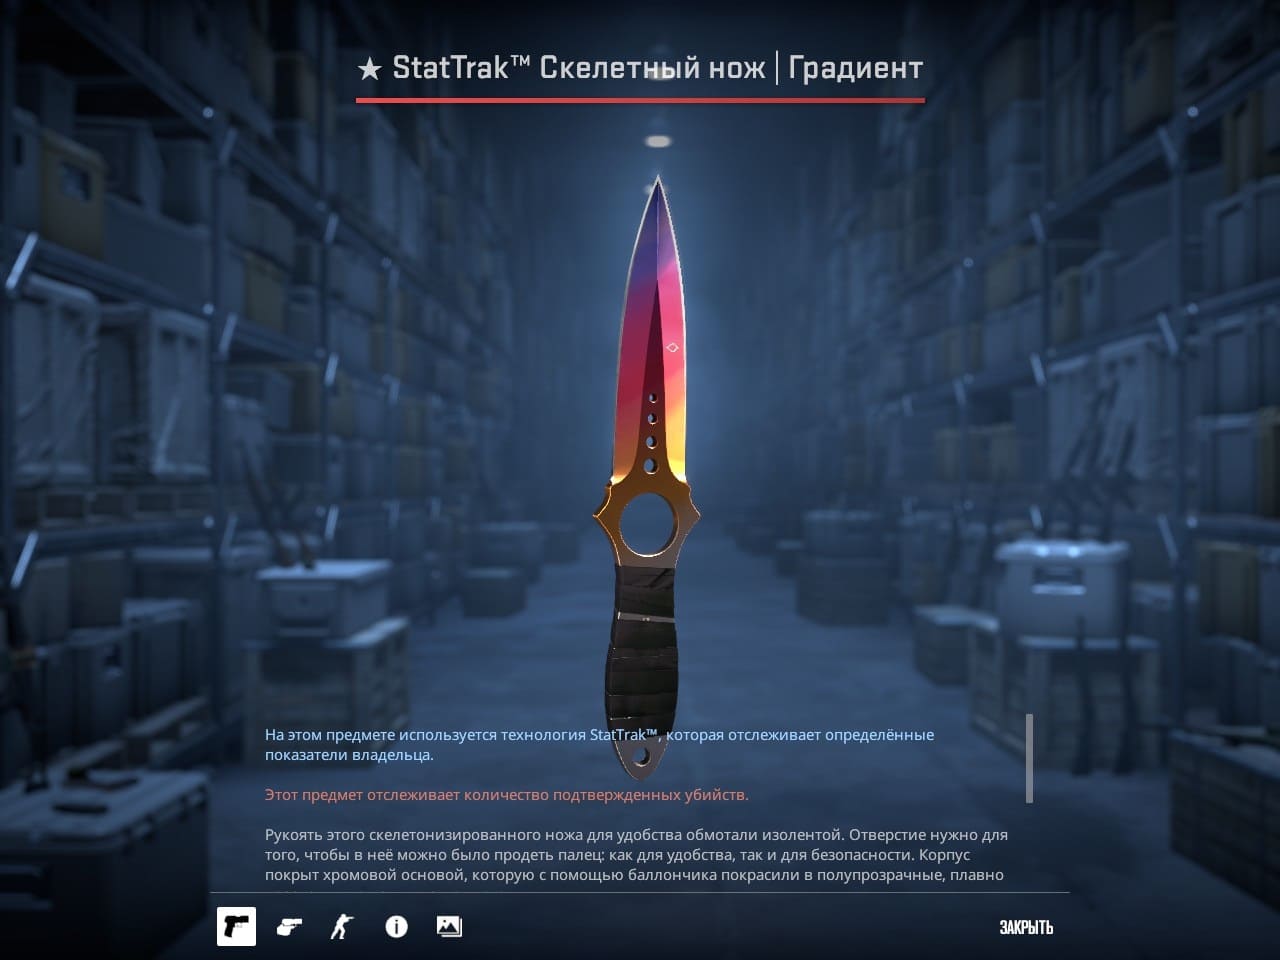 ★ StatTrak™ Скелетный нож | Градиент
На этом предмете используется технология StatTrak™, которая отслеживает определённые
показатели владельца.
Этот предмет отслеживает количество подтвержденных убийств.
Рукоять этого скелетонизированного ножа для удобства обмотали изолентой. Отверстие нужно для
того, чтобы в неё можно было продеть палец: как для удобства, так и для безопасности. Корпус
покрыт хромовой основой, которую с помощью баллончика покрасили в полупрозрачные, плавно
ЗАКРЫТЬ